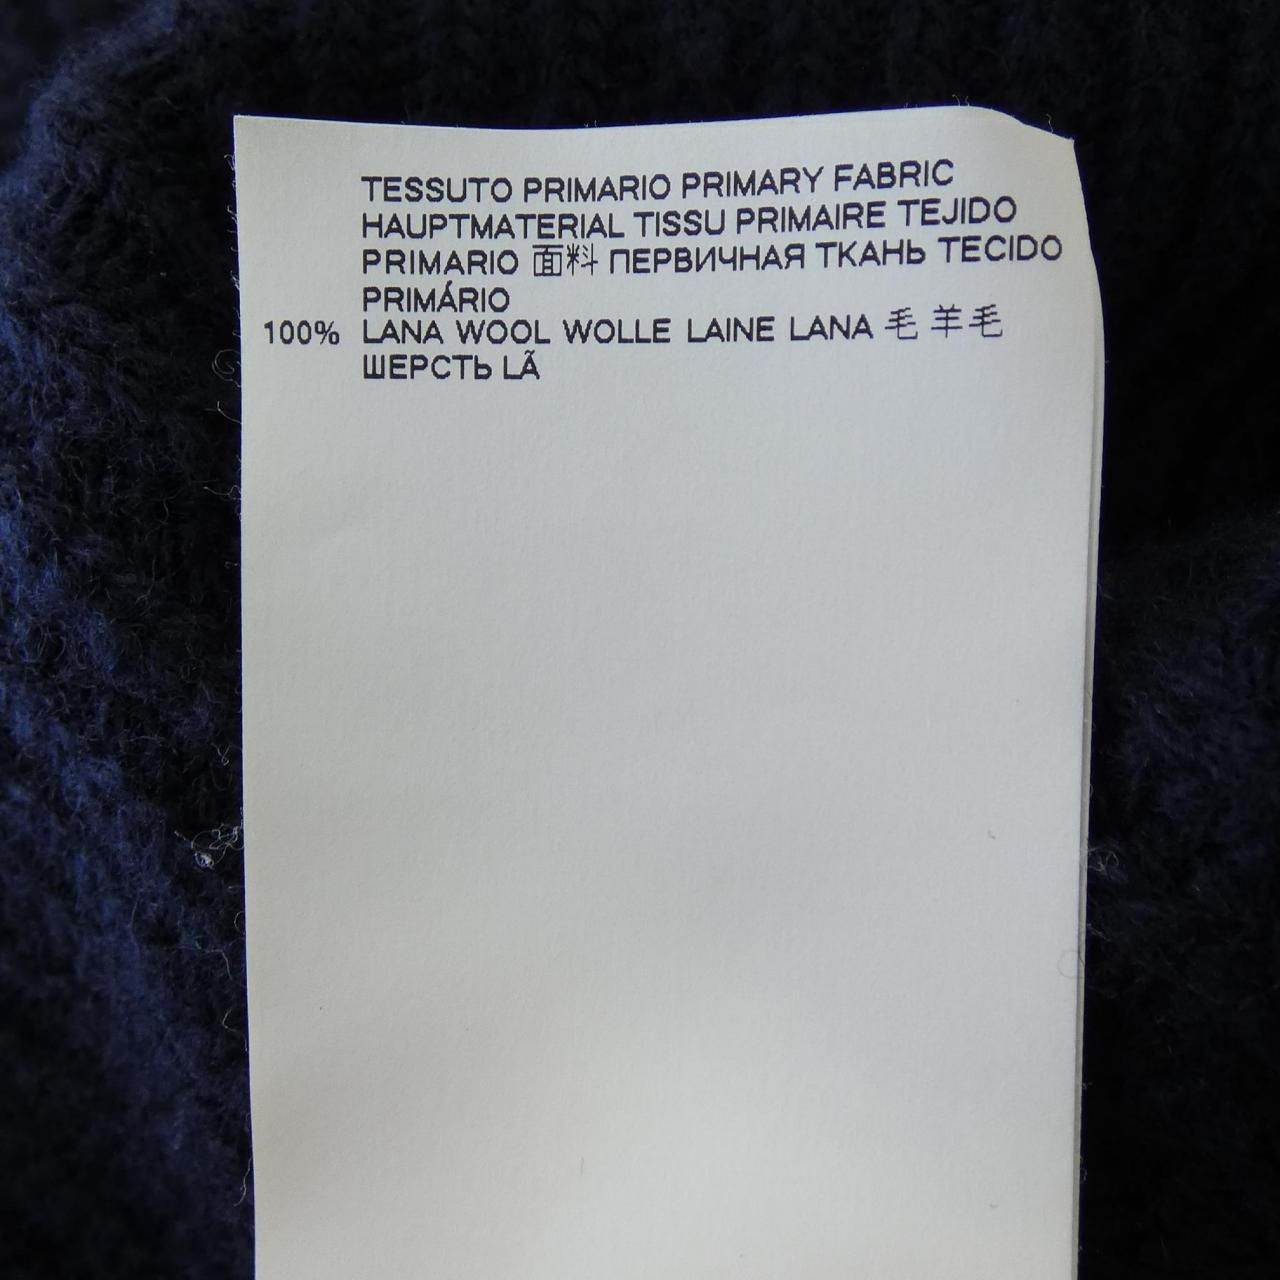 TESSUTO PRIMARIO PRIMARY FABRIC
HAUPTMATERIAL TISSU PRIMAIRE TEJIDO
PRIMARIO 面料 ПЕРВИЧНАЯ ТКАНЬ TECIDO
PRIMÁRIO
100% LANA WOOL WOLLE LAINE LANA 毛 羊毛
ШЕРСТЬ LÃ